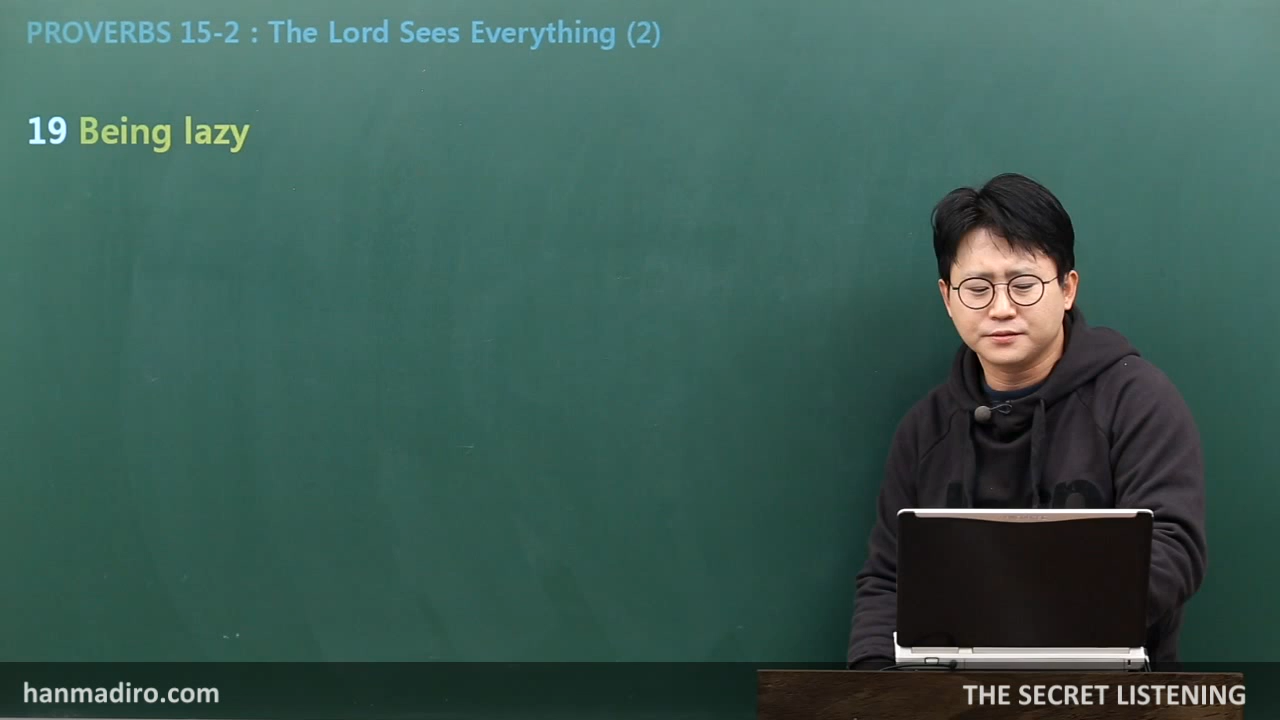 PROVERBS 15-2 : The Lord Sees Everything (2)
19 Being lazy
hanmadiro.com
THE SECRET LISTENING